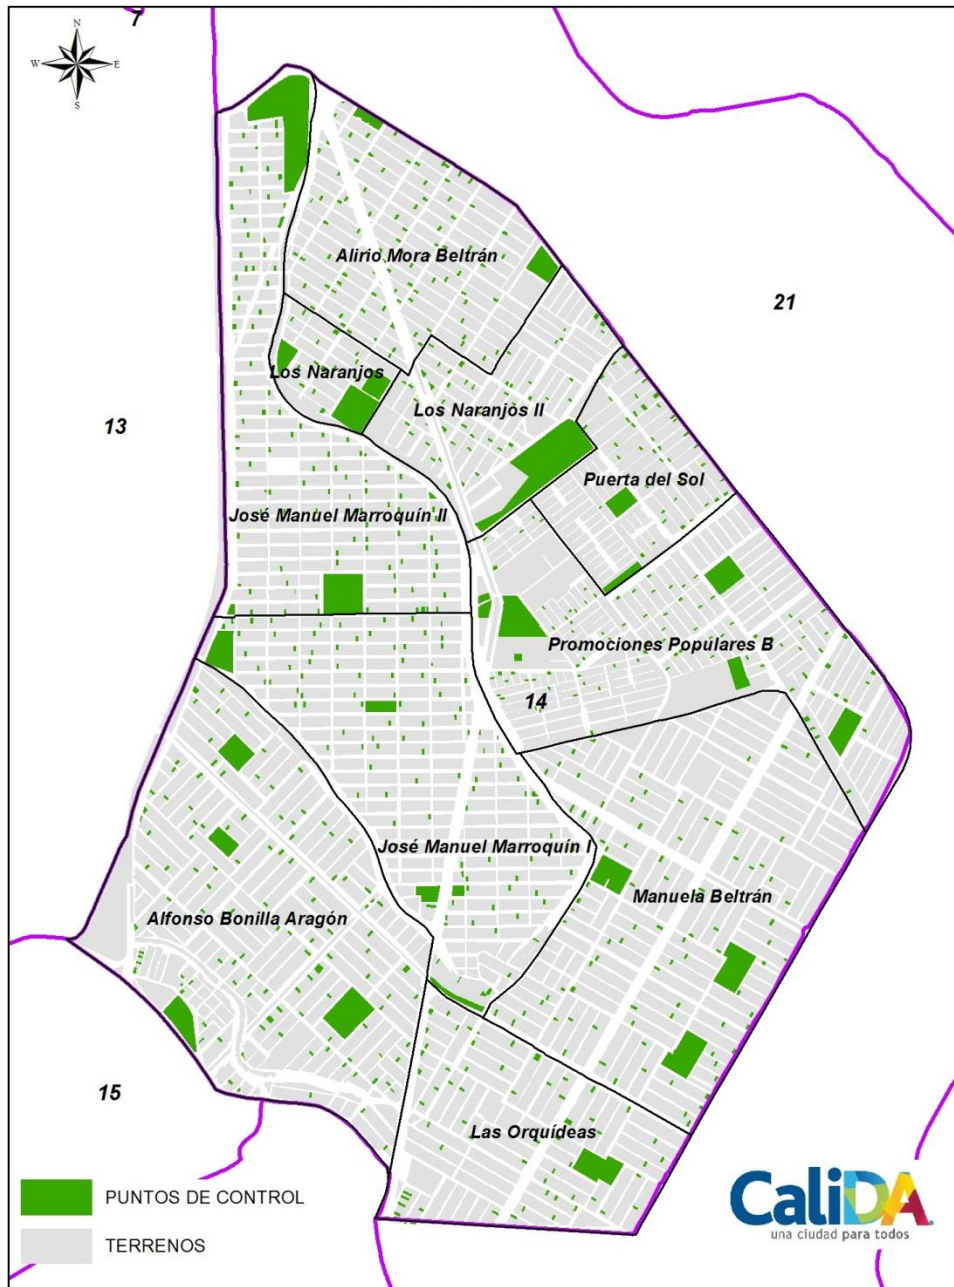 7
N
W
E
S
Alirio Mora Beltrán
21
Los Naranjos
13
Los Naranjos II
Puerta del Sol
José Manuel Marroquín II
Promociones Populares B
14
José Manuel Marroquín I
Manuela Beltrán
Alfonso Bonilla Aragón
15
Las Orquídeas
PUNTOS DE CONTROL
TERRENOS
CaliDA
una ciudad para todos